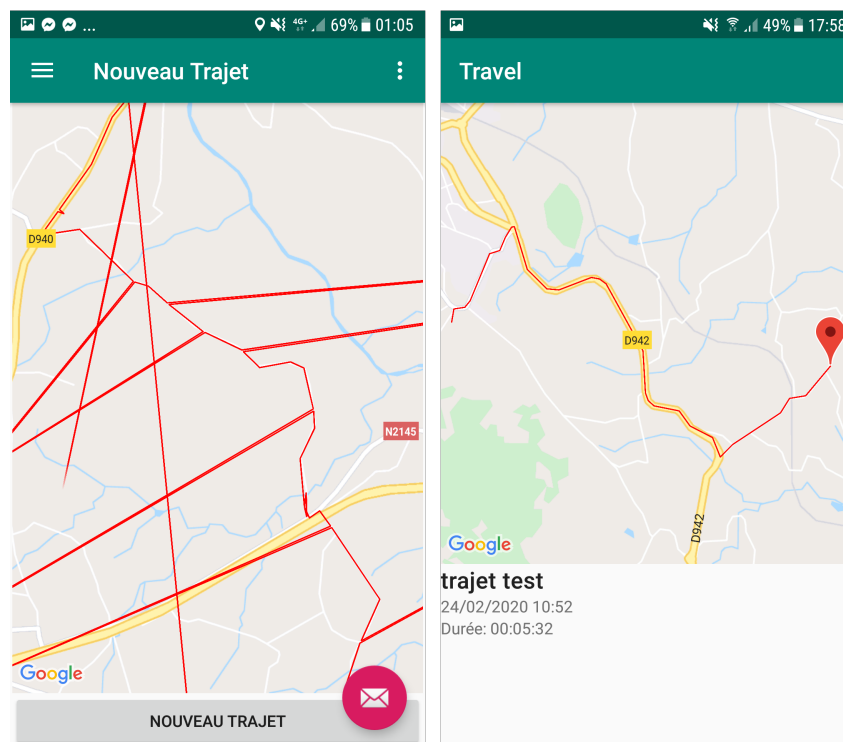 ... 4G+ 69% 01:05
Nouveau Trajet
D940
N2145
Google
NOUVEAU TRAJET
49% 17:58
Travel
D942
D942
Google
trajet test
24/02/2020 10:52
Durée: 00:05:32